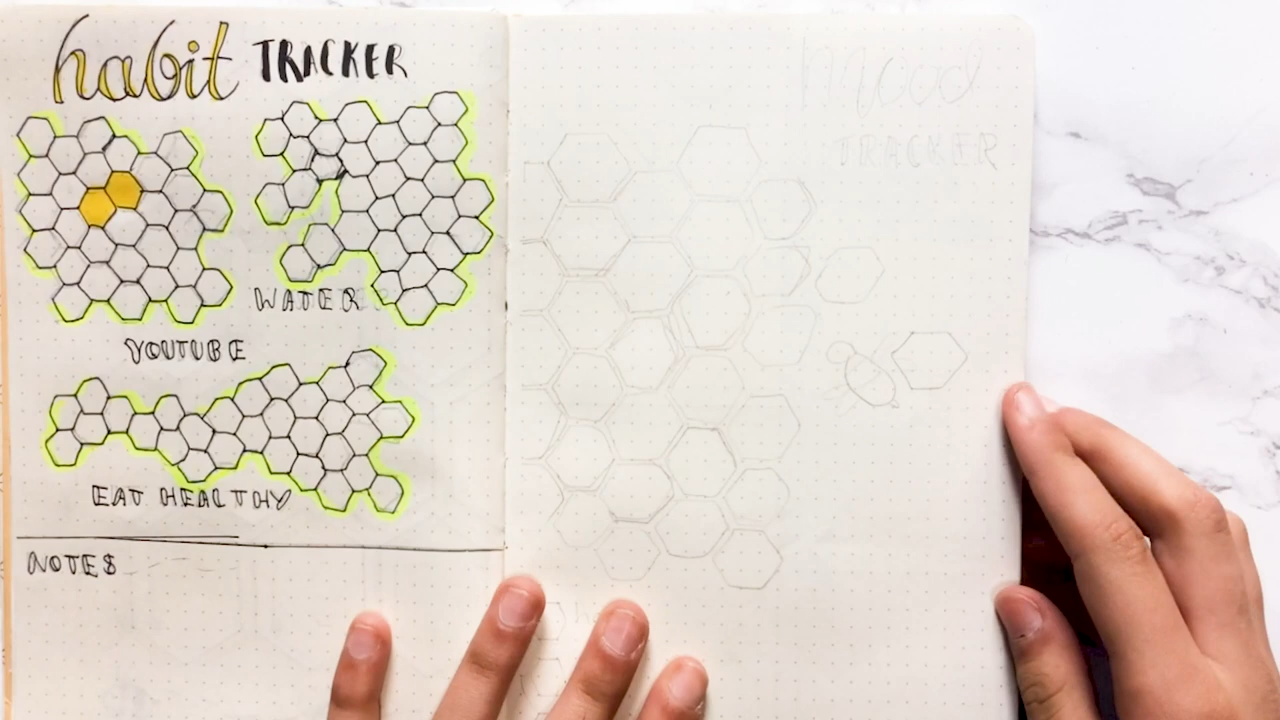 habit TRACKER
WATER
YOUTUBE
EAT HEALTHY
NOTES
mood
TRACKER